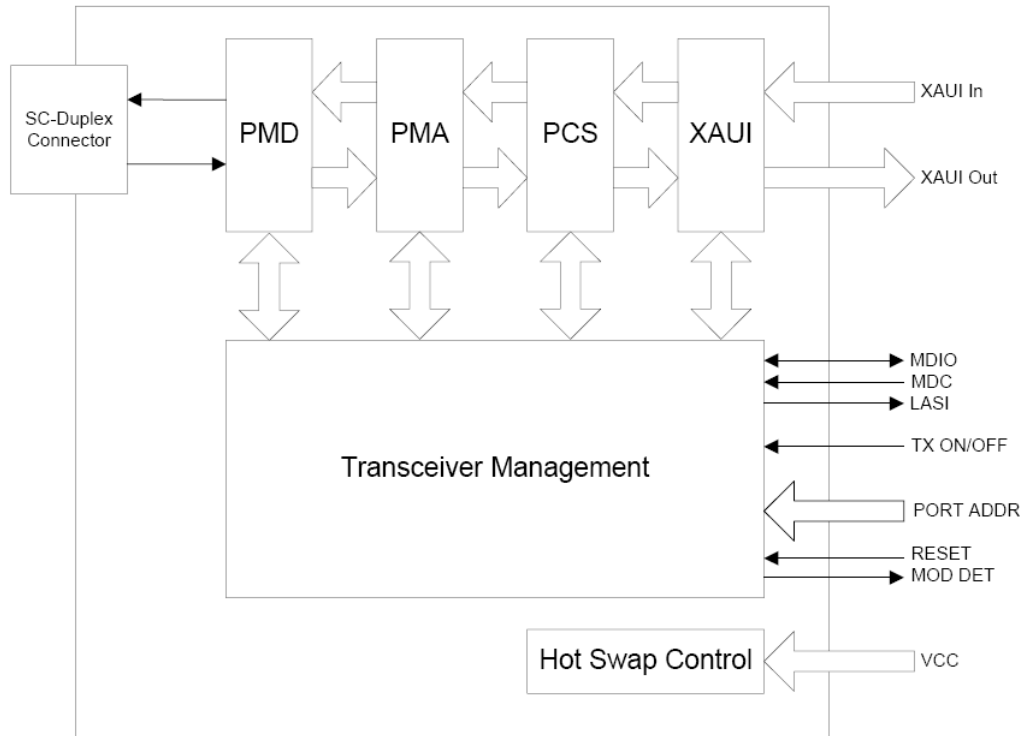 SC-Duplex
Connector
PMD
PMA
PCS
XAUI
XAUI In
XAUI Out
Transceiver Management
MDIO
MDC
LASI
TX ON/OFF
PORT ADDR
RESET
MOD DET
Hot Swap Control
VCC